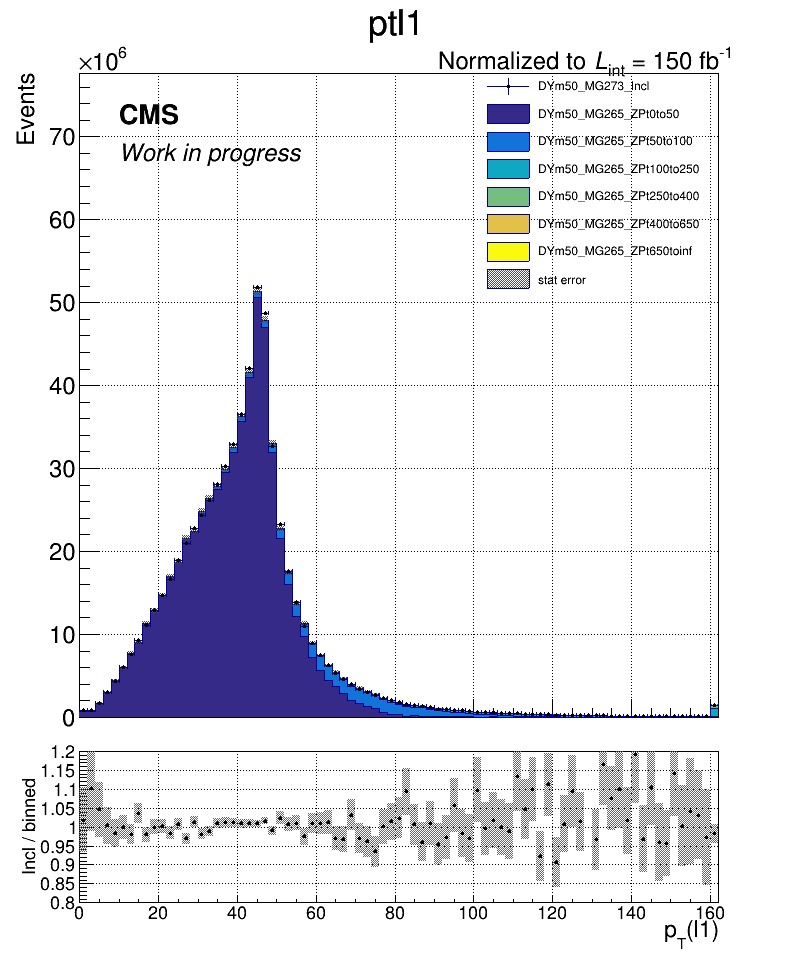 ptl1
×10⁶
Normalized to L_int = 150 fb⁻¹
Events
CMS
Work in progress
DYm50_MG273_Incl
DYm50_MG265_ZPt0to50
DYm50_MG265_ZPt50to100
DYm50_MG265_ZPt100to250
DYm50_MG265_ZPt250to400
DYm50_MG265_ZPt400to650
DYm50_MG265_ZPt650toinf
stat error
70
60
50
40
30
20
10
0
Incl / binned
1.2
1.15
1.1
1.05
1
0.95
0.9
0.85
0.8
0 20 40 60 80 100 120 140 160
p_T(l1)